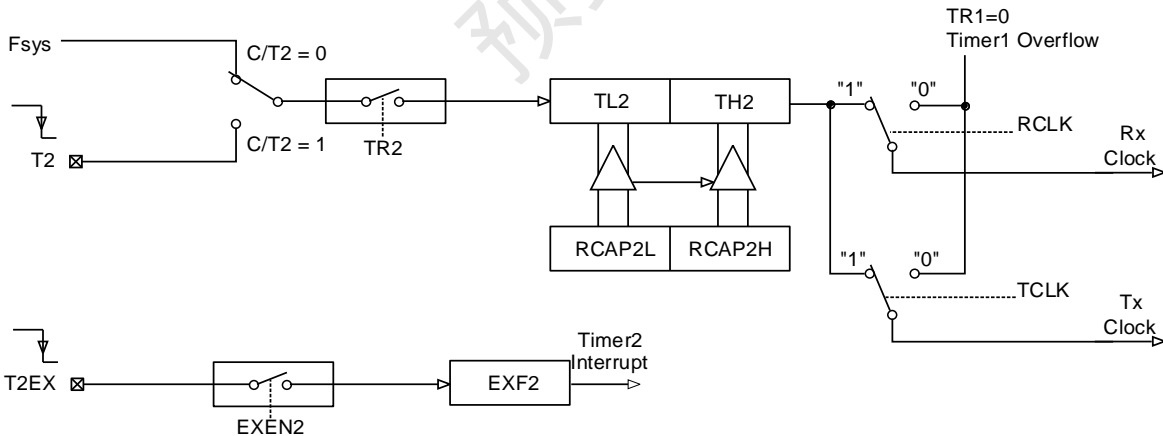 TR1=0
Timer1 Overflow
Fsys
C/T2 = 0
TL2
TH2
"1"
"0"
RCLK
Rx
Clock
C/T2 = 1
TR2
T2
RCAP2L
RCAP2H
"1"
"0"
TCLK
Tx
Clock
Timer2
Interrupt
T2EX
EXF2
EXEN2